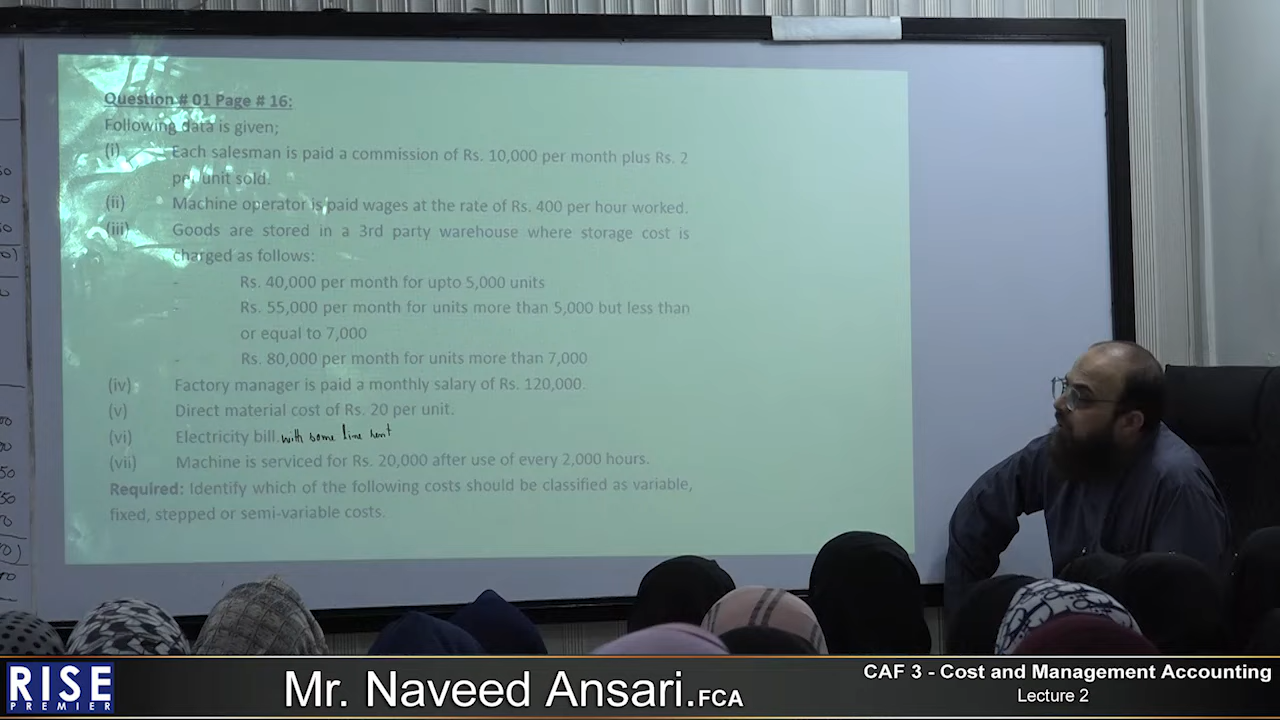 Question # 01 Page # 16:
Following data is given;
(i) Each salesman is paid a commission of Rs. 10,000 per month plus Rs. 2
per unit sold.
(ii) Machine operator is paid wages at the rate of Rs. 400 per hour worked.
(iii) Goods are stored in a 3rd party warehouse where storage cost is
charged as follows:
- Rs. 40,000 per month for upto 5,000 units
- Rs. 55,000 per month for units more than 5,000 but less than
or equal to 7,000
- Rs. 80,000 per month for units more than 7,000
(iv) Factory manager is paid a monthly salary of Rs. 120,000.
(v) Direct material cost of Rs. 20 per unit.
(vi) Electricity bill. with some line rent
(vii) Machine is serviced for Rs. 20,000 after use of every 2,000 hours.
Required: Identify which of the following costs should be classified as variable,
fixed, stepped or semi-variable costs.
RISE
PREMIER
Mr. Naveed Ansari.FCA
CAF 3 - Cost and Management Accounting
Lecture 2